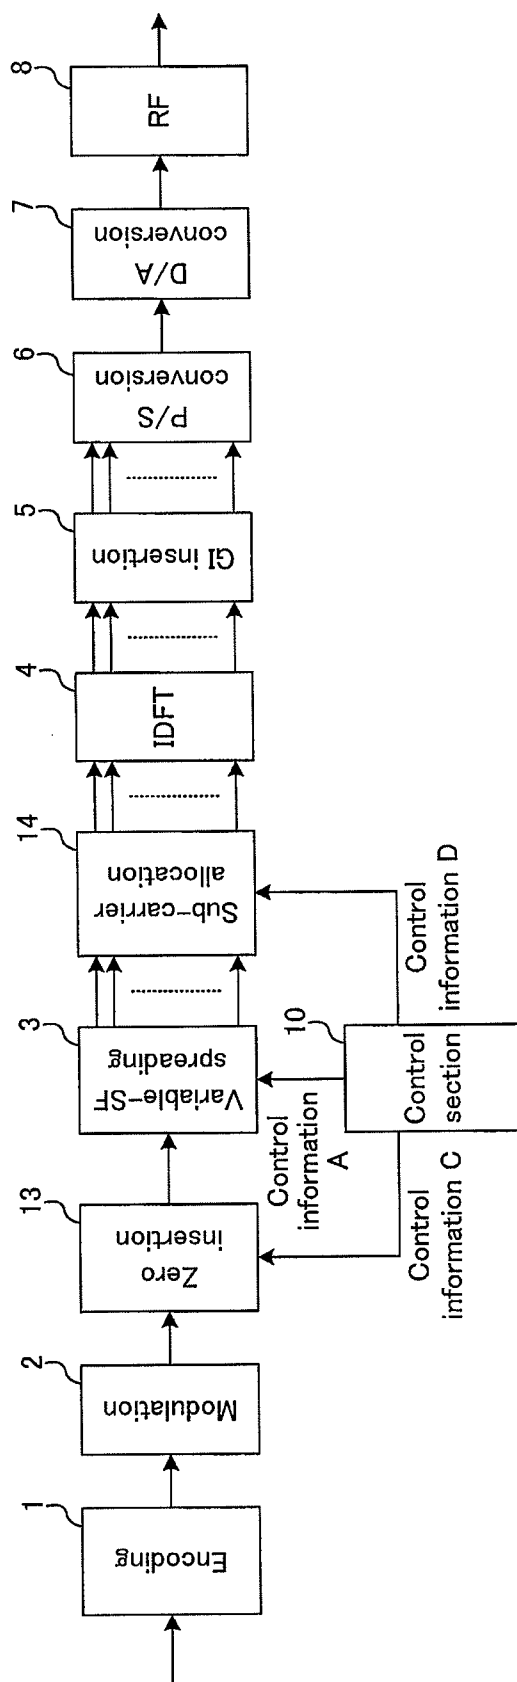 1
Encoding
2
Modulation
13
Zero
insertion
3
Variable-SF
spreading
14
Sub-carrier
allocation
4
IDFT
5
GI insertion
6
P/S
conversion
7
D/A
conversion
8
RF
Control
information
A
10
Control
section
Control
information C
Control
information D